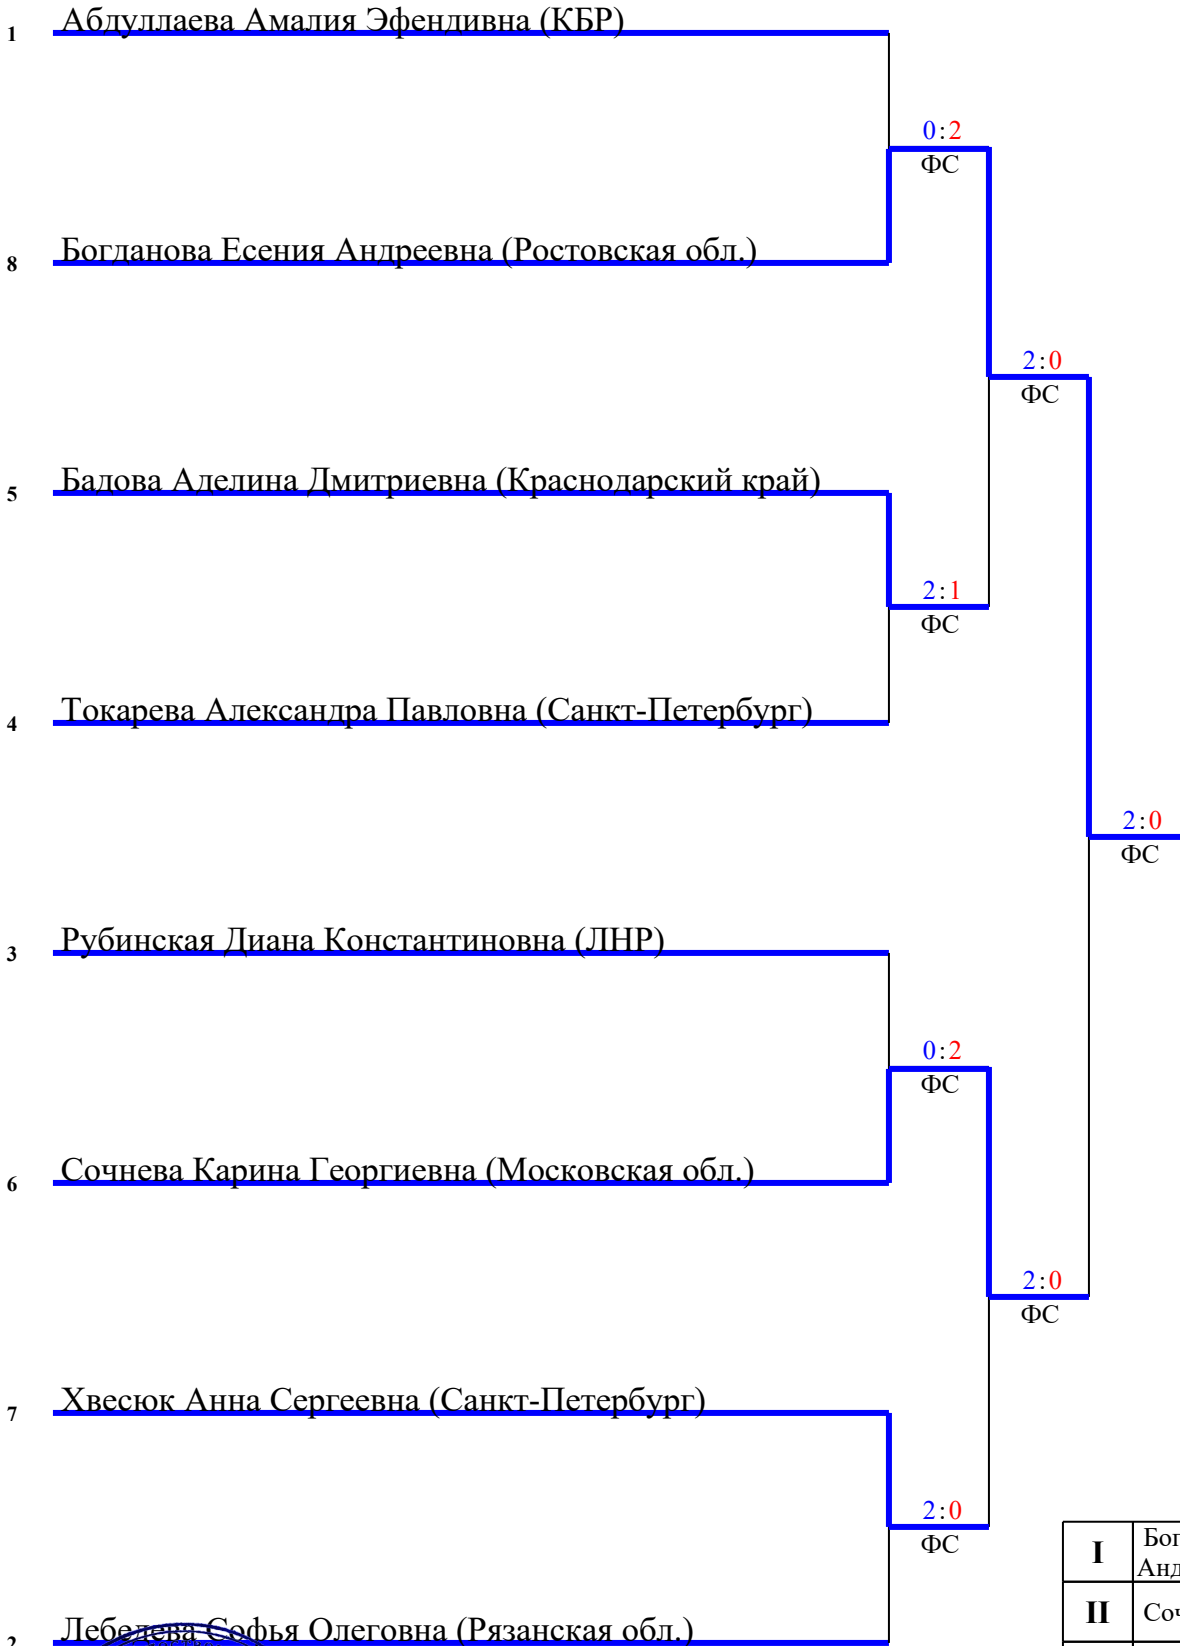 Абдуллаева Амалия Эфендивна (КБР)
1
0:2
ФС
Богданова Есения Андреевна (Ростовская обл.)
8
2:0
ФС
Бадова Аделина Дмитриевна (Краснодарский край)
5
2:1
ФС
Токарева Александра Павловна (Санкт-Петербург)
4
2:0
ФС
Рубинская Диана Константиновна (ЛНР)
3
0:2
ФС
Сочнева Карина Георгиевна (Московская обл.)
6
2:0
ФС
Хвесюк Анна Сергеевна (Санкт-Петербург)
7
2:0
ФС
Лебедева Софья Олеговна (Рязанская обл.)
2
I
Бог
Анд
II
Соч